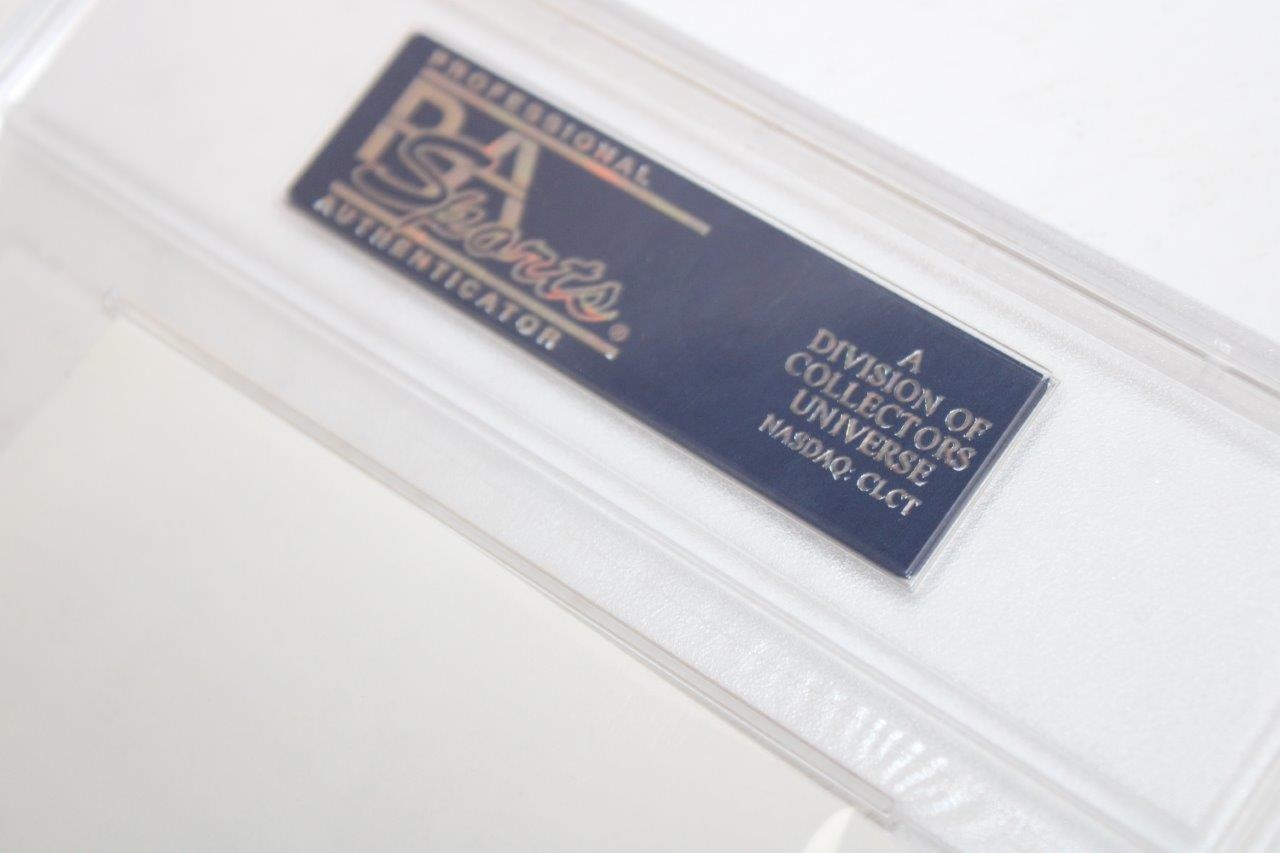 PROFESSIONAL
PSA
Sports®
AUTHENTICATOR
A
DIVISION OF
COLLECTORS
UNIVERSE
NASDAQ: CLCT